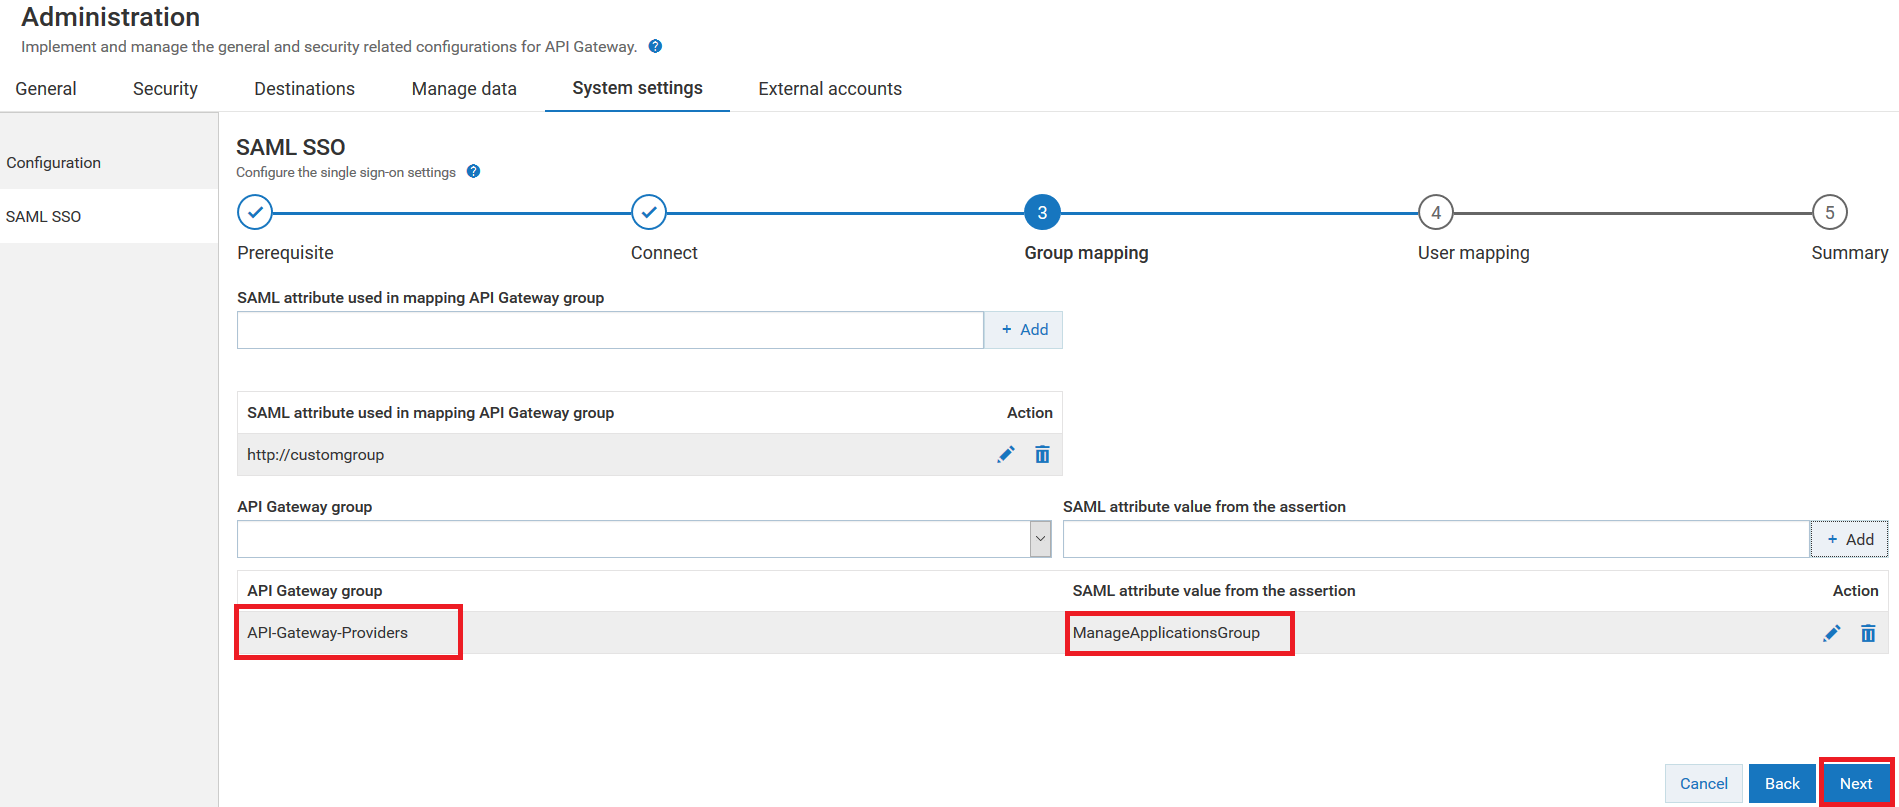 Administration
Implement and manage the general and security related configurations for API Gateway. ?
General Security Destinations Manage data System settings External accounts
Configuration
SAML SSO
SAML SSO
Configure the single sign-on settings ?
3 4 5
Prerequisite Connect Group mapping User mapping Summary
SAML attribute used in mapping API Gateway group
+ Add
SAML attribute used in mapping API Gateway group Action
http://customgroup
API Gateway group SAML attribute value from the assertion
+ Add
API Gateway group SAML attribute value from the assertion Action
API-Gateway-Providers ManageApplicationsGroup
Cancel Back Next